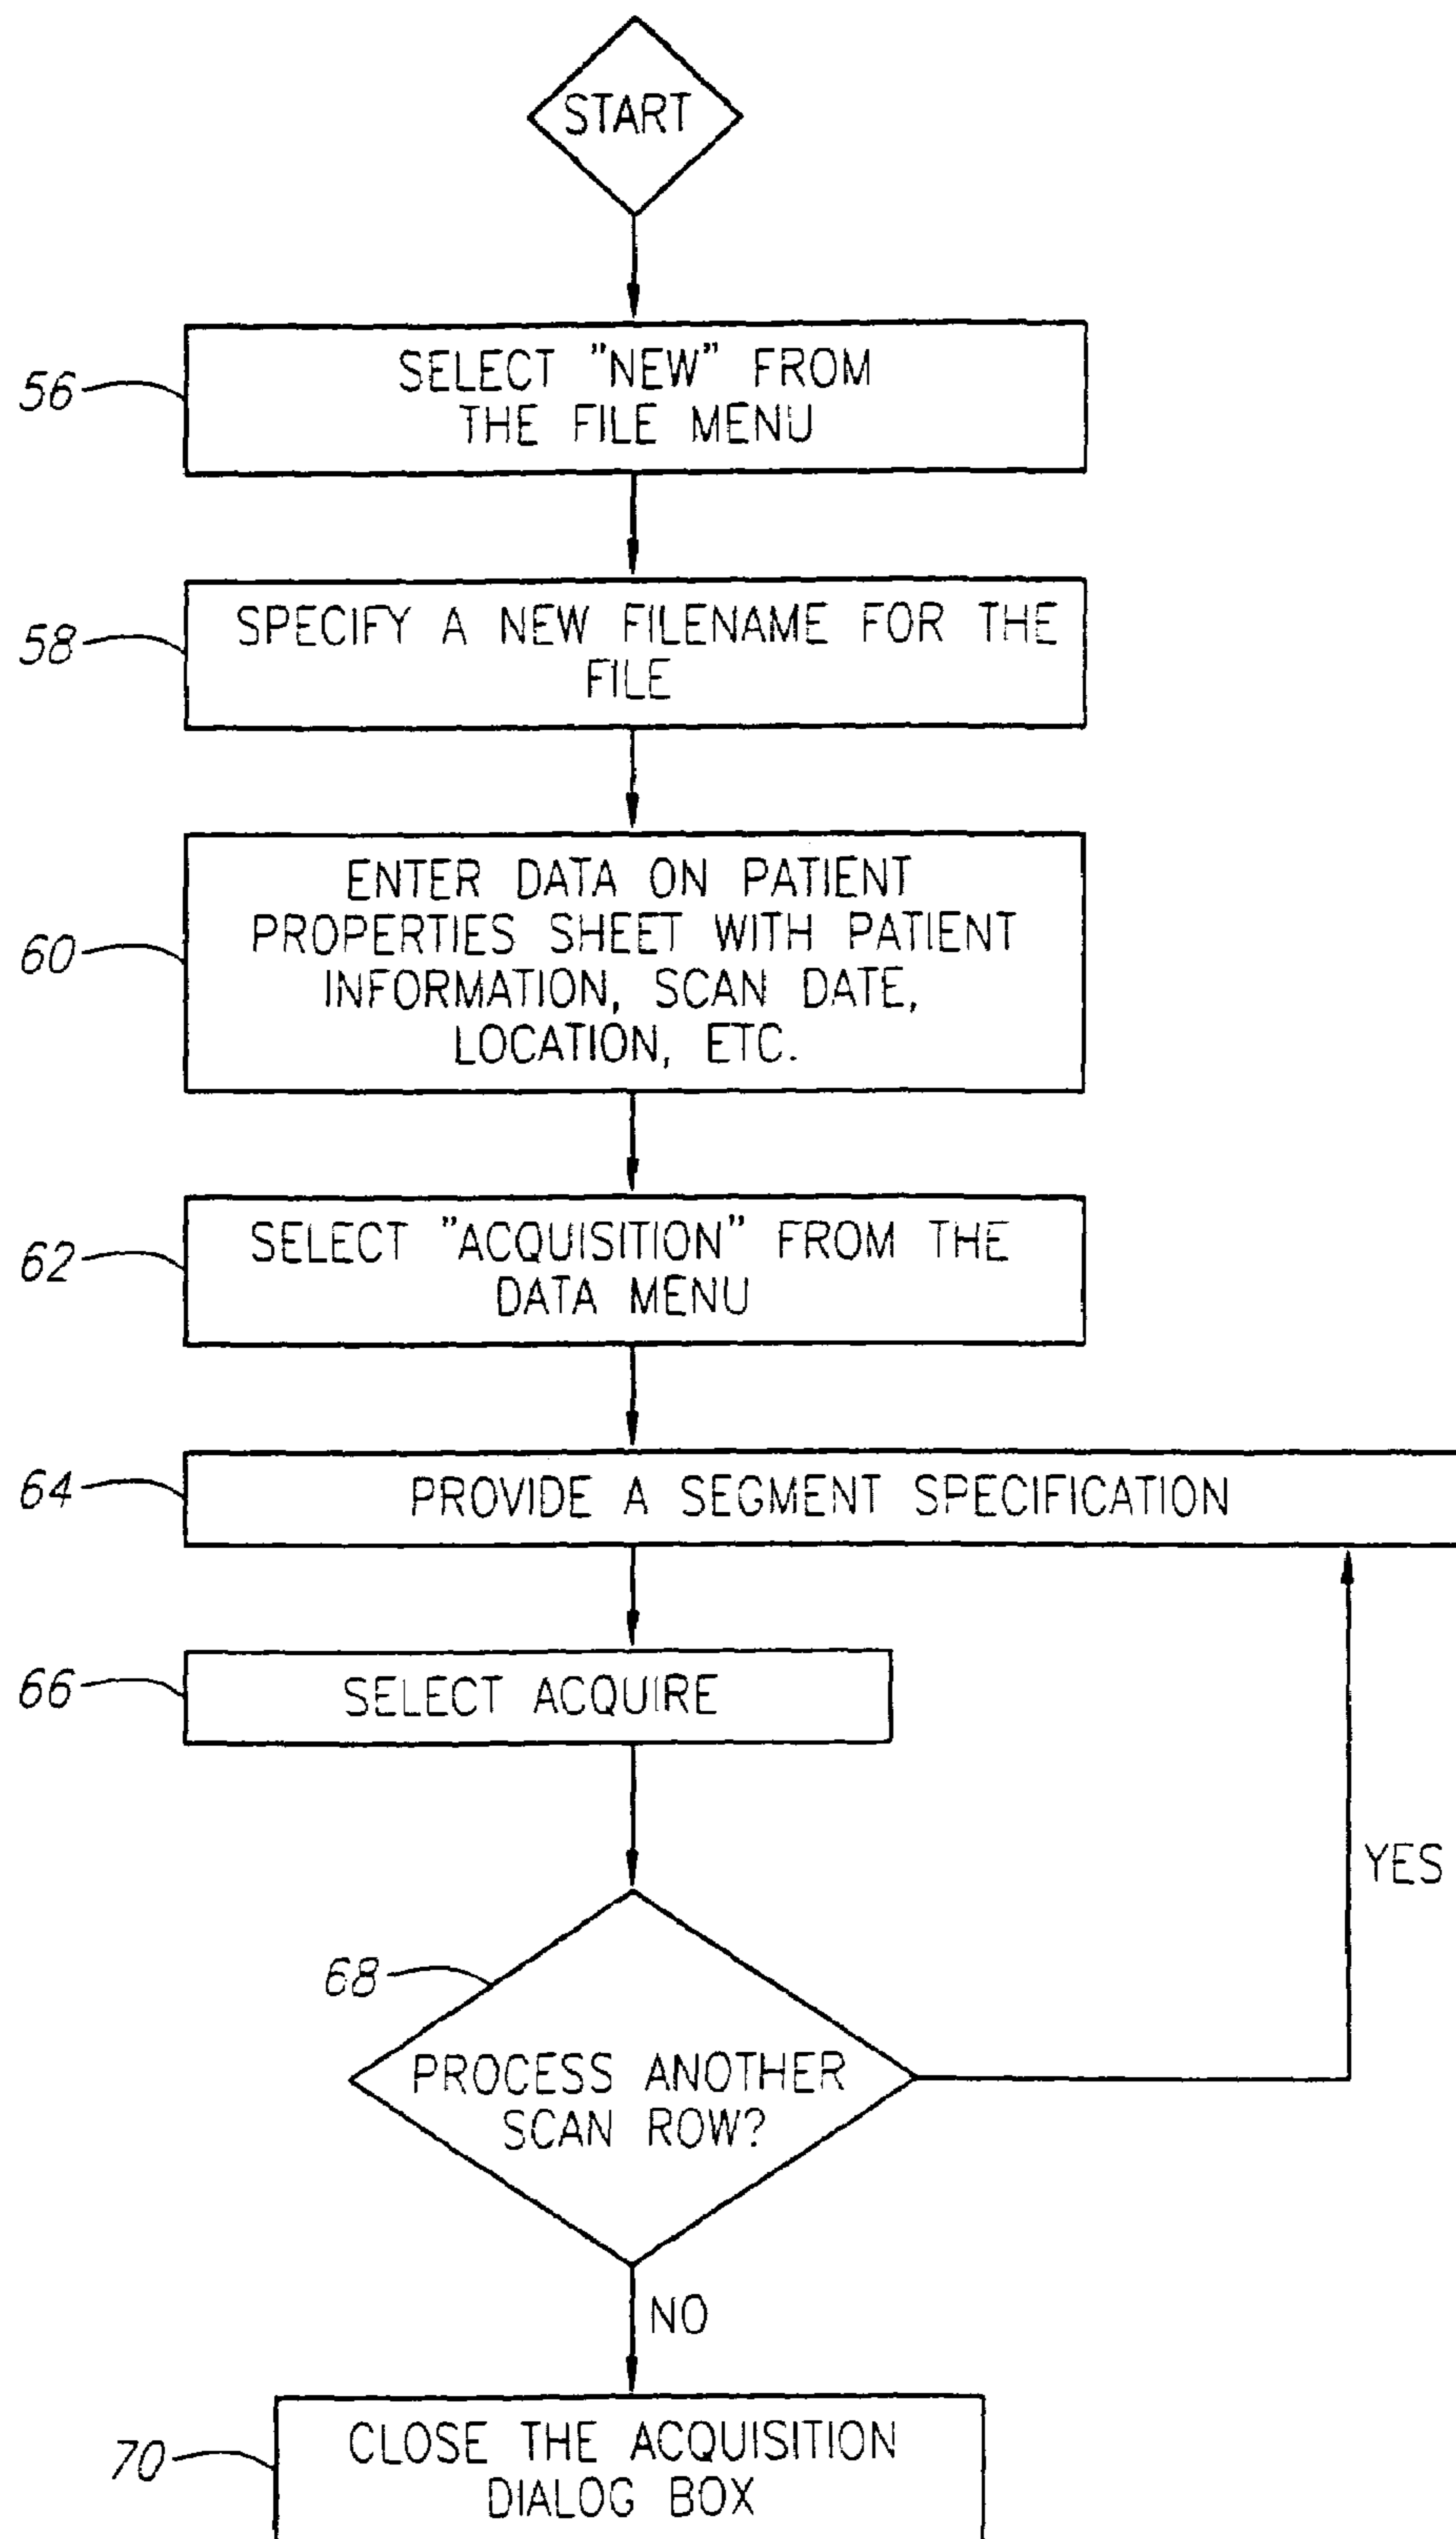 START
56
SELECT "NEW" FROM
THE FILE MENU
58
SPECIFY A NEW FILENAME FOR THE
FILE
60
ENTER DATA ON PATIENT
PROPERTIES SHEET WITH PATIENT
INFORMATION, SCAN DATE,
LOCATION, ETC.
62
SELECT "ACQUISITION" FROM THE
DATA MENU
64
PROVIDE A SEGMENT SPECIFICATION
66
SELECT ACQUIRE
YES
68
PROCESS ANOTHER
SCAN ROW?
NO
70
CLOSE THE ACQUISITION
DIALOG BOX